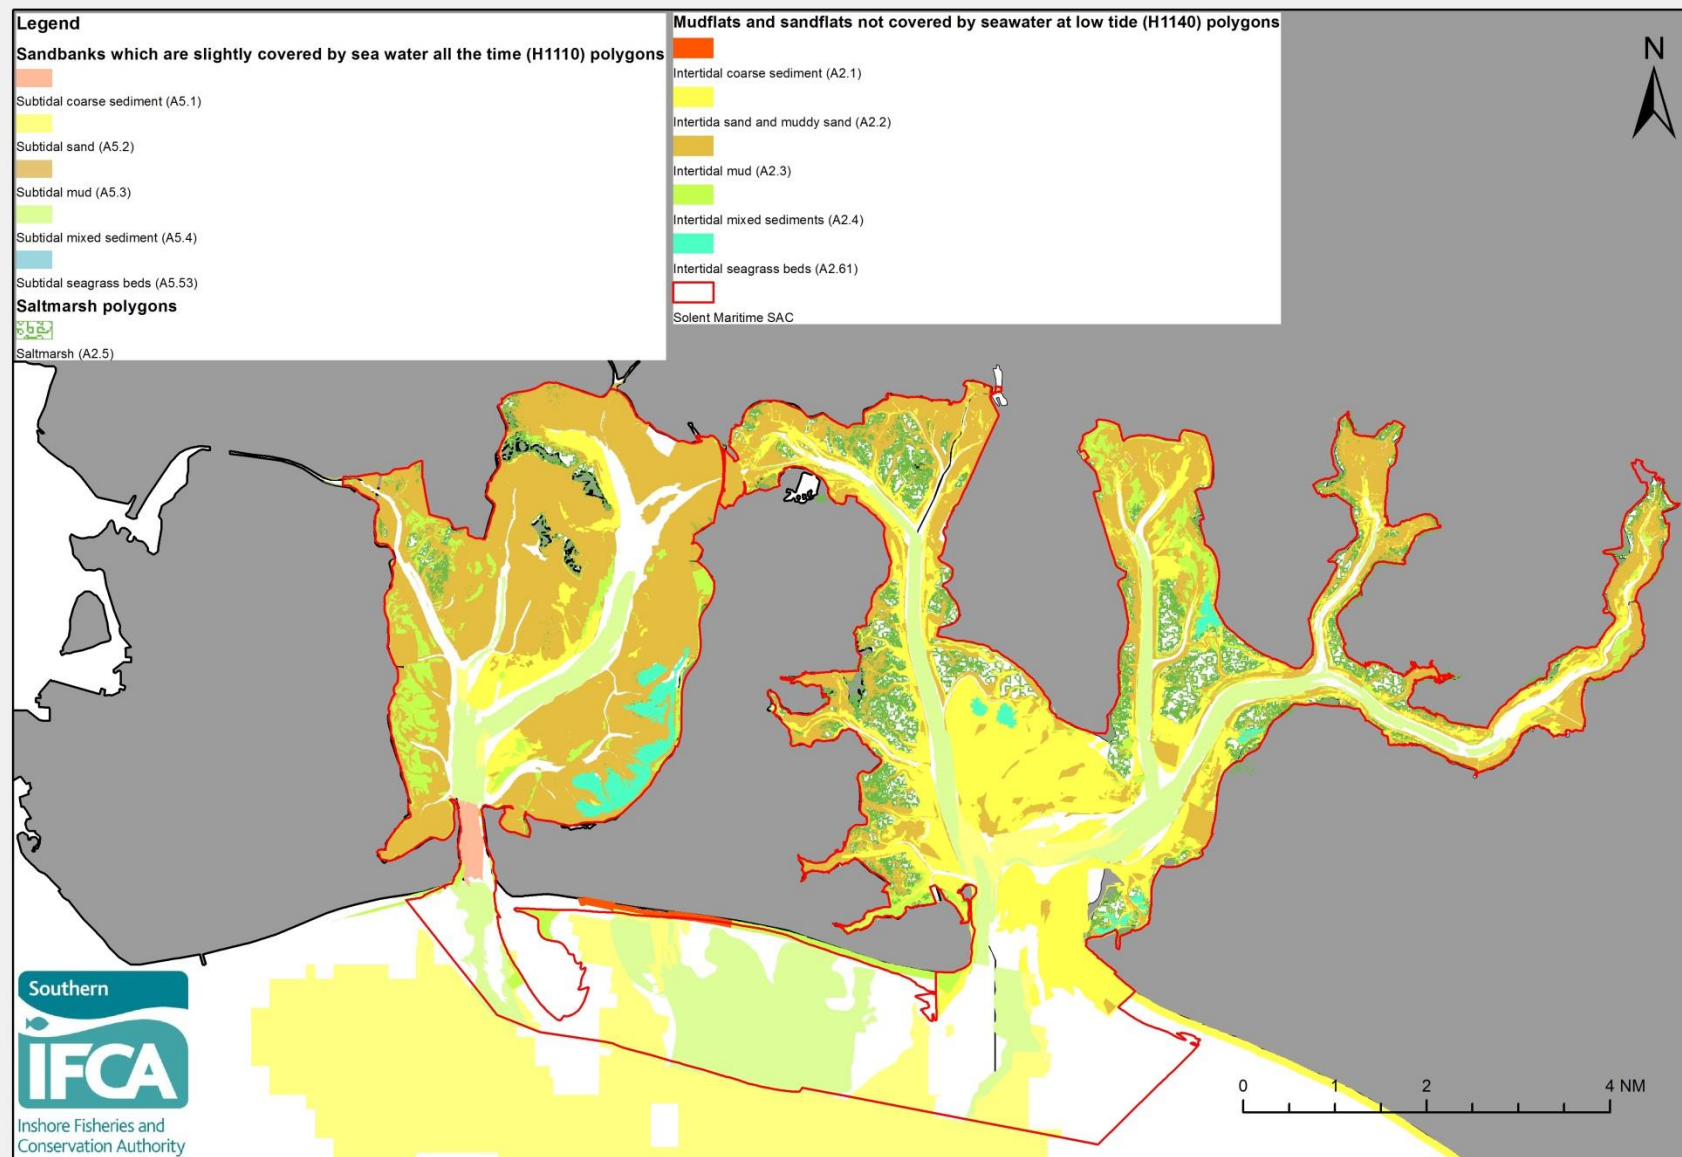 Legend
Sandbanks which are slightly covered by sea water all the time (H1110) polygons
Subtidal coarse sediment (A5.1)
Subtidal sand (A5.2)
Subtidal mud (A5.3)
Subtidal mixed sediment (A5.4)
Subtidal seagrass beds (A5.53)
Saltmarsh polygons
Saltmarsh (A2.5)
Mudflats and sandflats not covered by seawater at low tide (H1140) polygons
Intertidal coarse sediment (A2.1)
Intertida sand and muddy sand (A2.2)
Intertidal mud (A2.3)
Intertidal mixed sediments (A2.4)
Intertidal seagrass beds (A2.61)
Solent Maritime SAC
N
Southern
IFCA
Inshore Fisheries and
Conservation Authority
0 1 2 4 NM